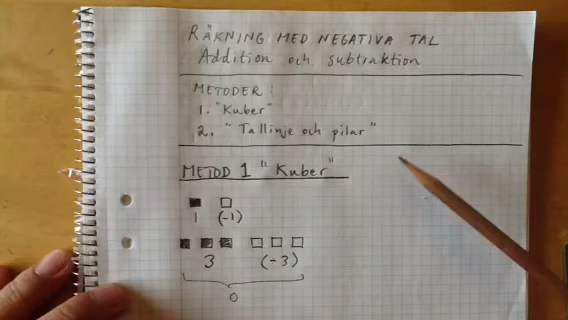 RÄKNING MED NEGATIVA TAL
Addition och subtraktion
METODER:
1. "Kuber"
2. "Tallinje och pilar"
METOD 1 "Kuber"
1 (-1)
3 (-3)
0